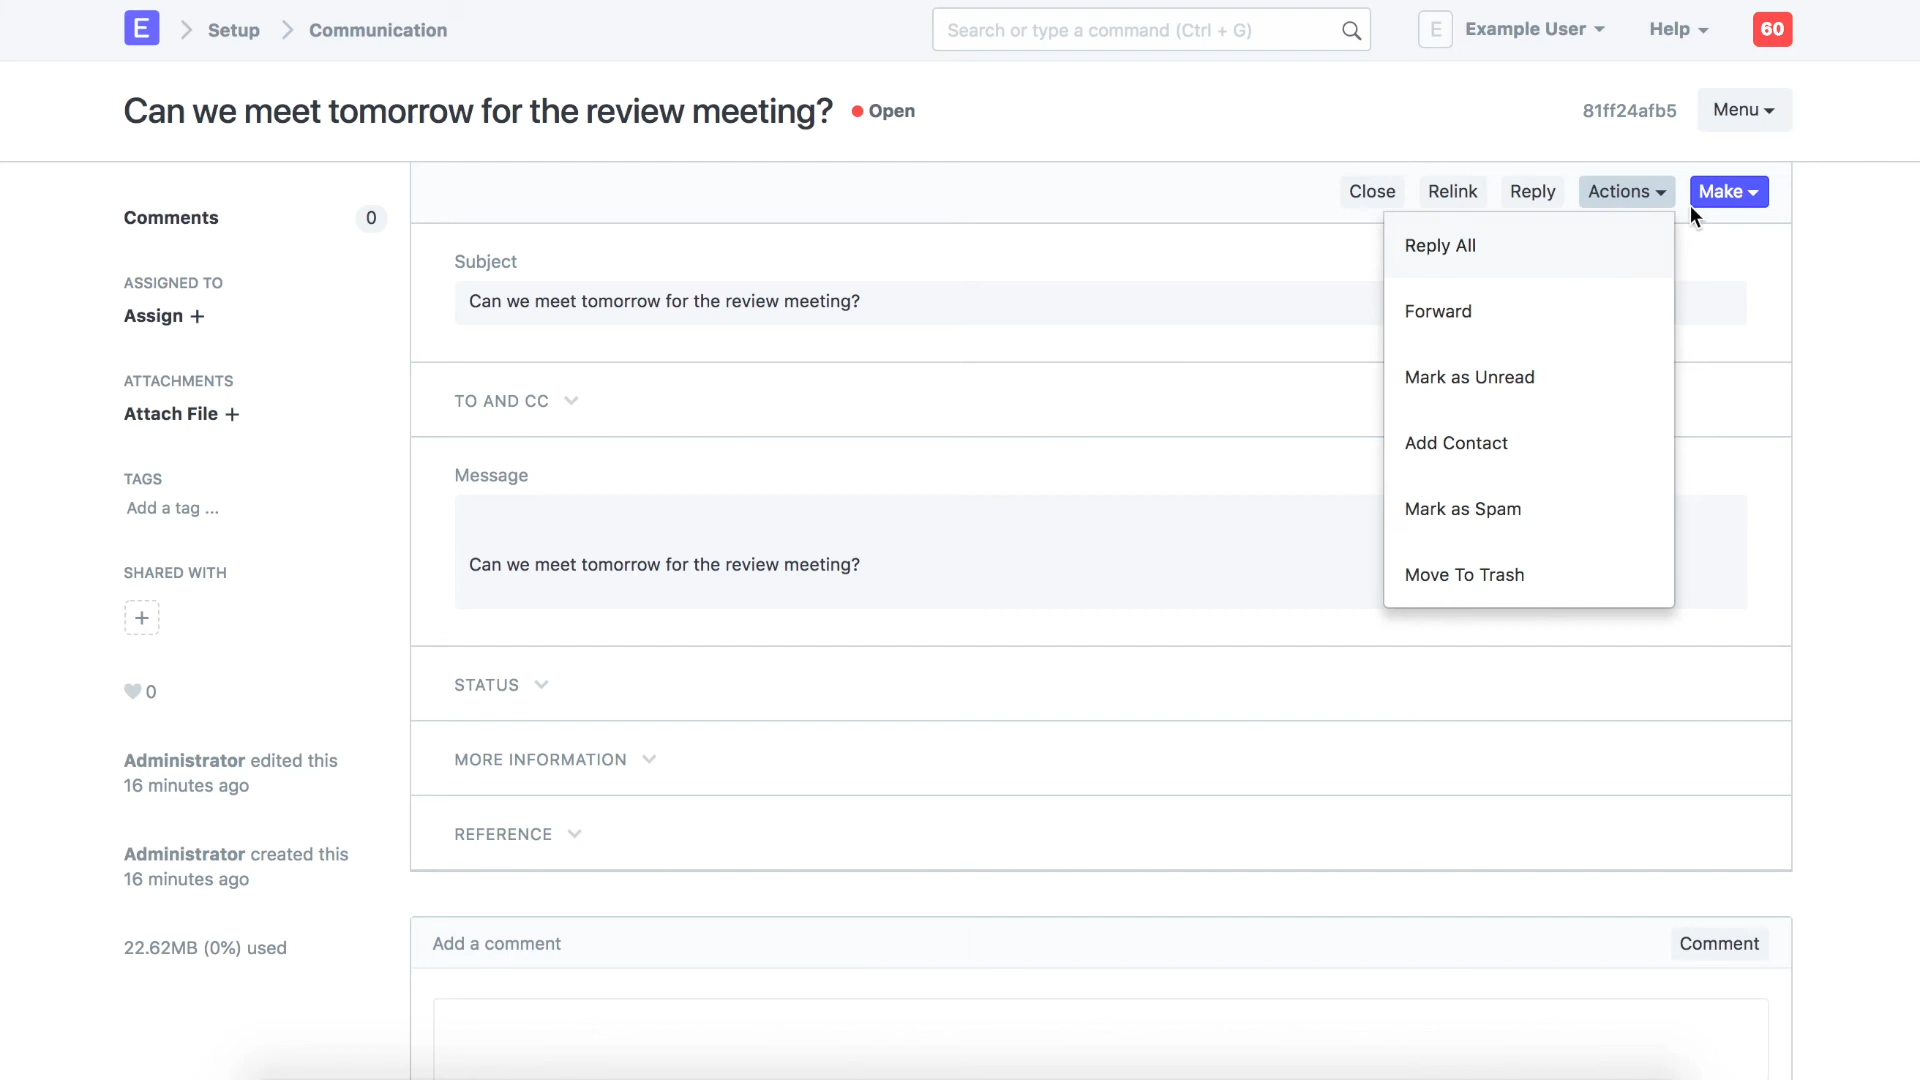 E Setup Communication Search or type a command (Ctrl + G) E Example User Help 60
Can we meet tomorrow for the review meeting? Open 81ff24afb5 Menu
Close Relink Reply Actions Make
Comments 0
ASSIGNED TO
Assign +
ATTACHMENTS
Attach File +
TAGS
Add a tag ...
SHARED WITH
+
0
Administrator edited this
16 minutes ago
Administrator created this
16 minutes ago
22.62MB (0%) used
Subject
Can we meet tomorrow for the review meeting?
TO AND CC
Message
Can we meet tomorrow for the review meeting?
STATUS
MORE INFORMATION
REFERENCE
Reply All
Forward
Mark as Unread
Add Contact
Mark as Spam
Move To Trash
Add a comment Comment